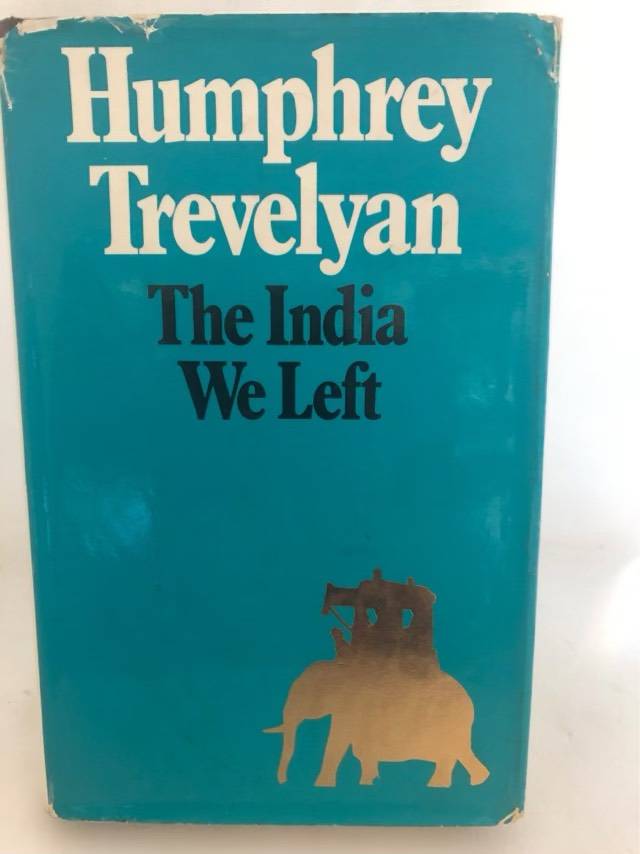 Humphrey
Trevelyan
The India
We Left